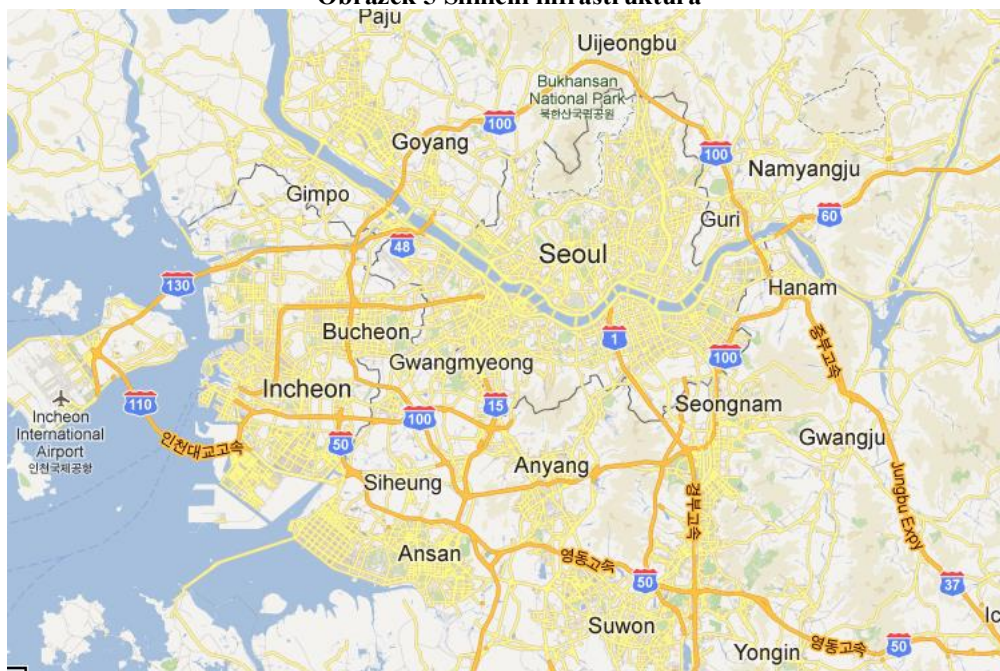 Obrázek 5 Silniční infrastruktura
Paju
Uijeongbu
Bukhansan
National Park
북한산국립공원
100
Goyang
100
Namyangju
Gimpo
Guri
60
48
Seoul
130
Hanam
Bucheon
1
중부고속
Gwangmyeong
100
Incheon
110
100
15
Seongnam
Incheon
International
Airport
인천국제공항
인천대교고속
50
Gwangju
Siheung
Anyang
Jungbu Expy
경부고속
Ansan
영동고속
50
37
Ic
Suwon
Yongin
영동고속
50